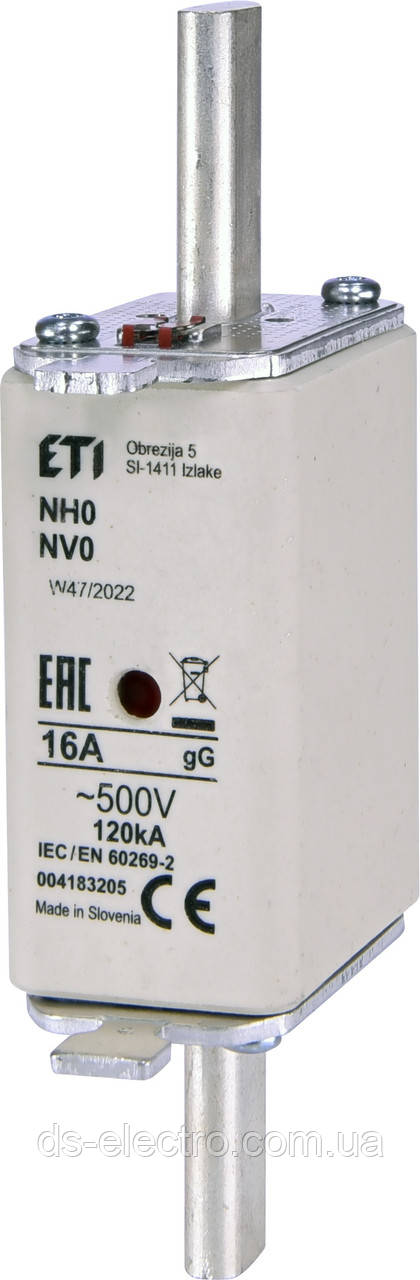 ETI
Obrezija 5
SI-1411 Izlake
NH0
NV0
W47/2022
EAC
16A gG
~500V
120kA
IEC/EN 60269-2
004183205
Made in Slovenia CE
ds-electro.com.ua